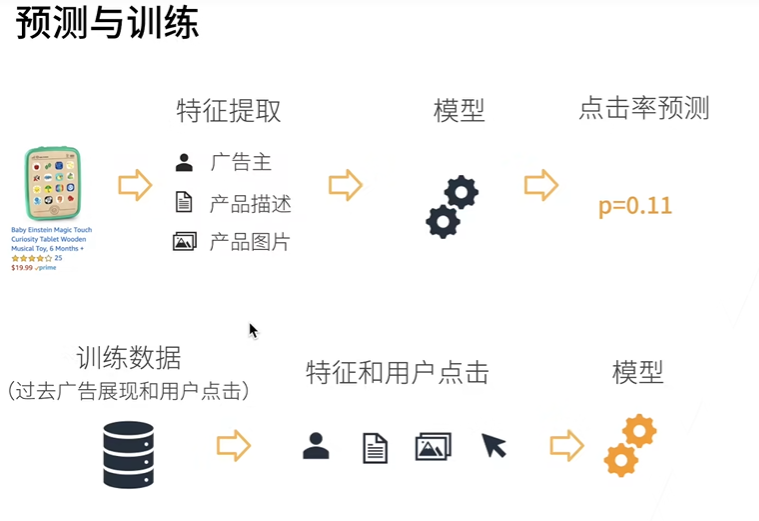 预测与训练
特征提取
模型
点击率预测
广告主
产品描述
产品图片
p=0.11
Baby Einstein Magic Touch
Curiosity Tablet Wooden
Musical Toy, 6 Months +
25
$19.99 prime
训练数据
(过去广告展现和用户点击)
特征和用户点击
模型